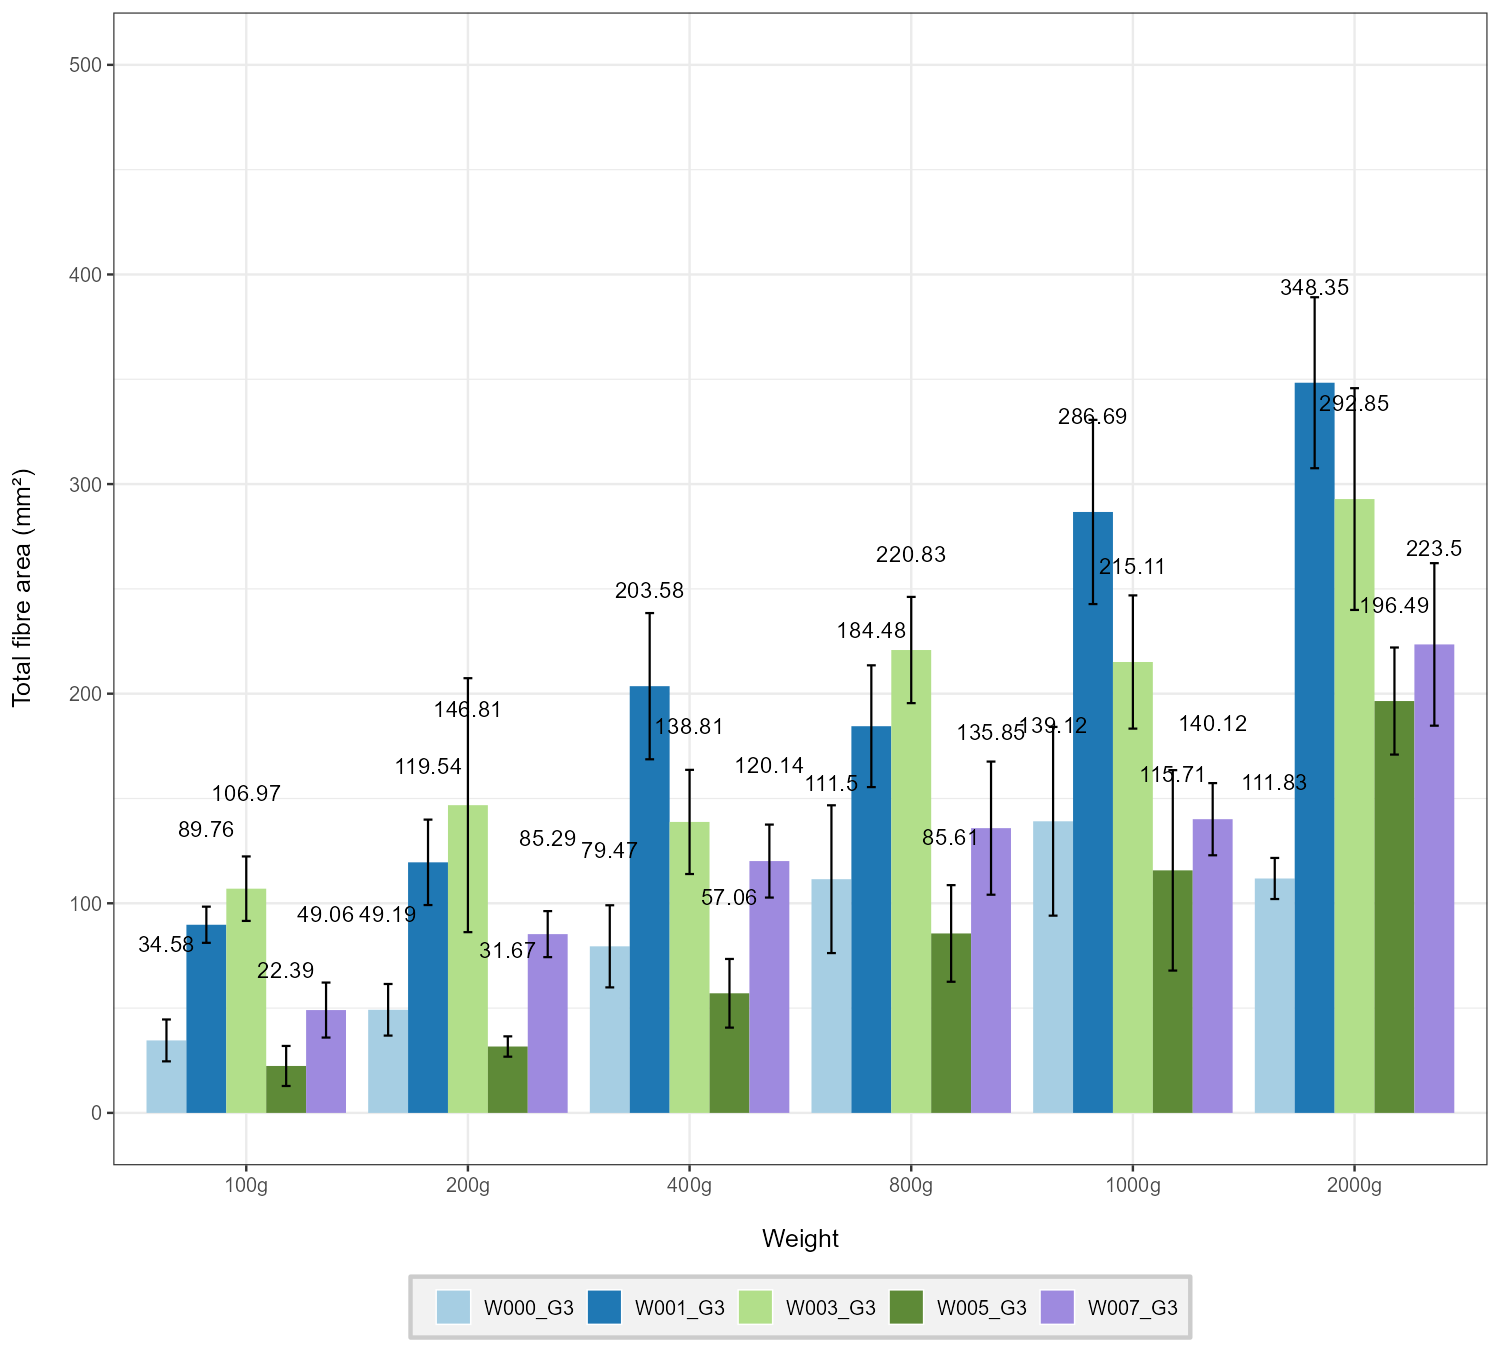 500
400
300
200
100
0
Total fibre area (mm²)
348.35
292.85
286.69
223.5
220.83
215.11
203.58
196.49
184.48
146.81
138.81
135.85
139.12
140.12
119.54
120.14
111.5
115.71
111.83
106.97
89.76
85.29
79.47
85.61
57.06
34.58
49.06
49.19
31.67
22.39
100g
200g
400g
800g
1000g
2000g
Weight
W000_G3
W001_G3
W003_G3
W005_G3
W007_G3